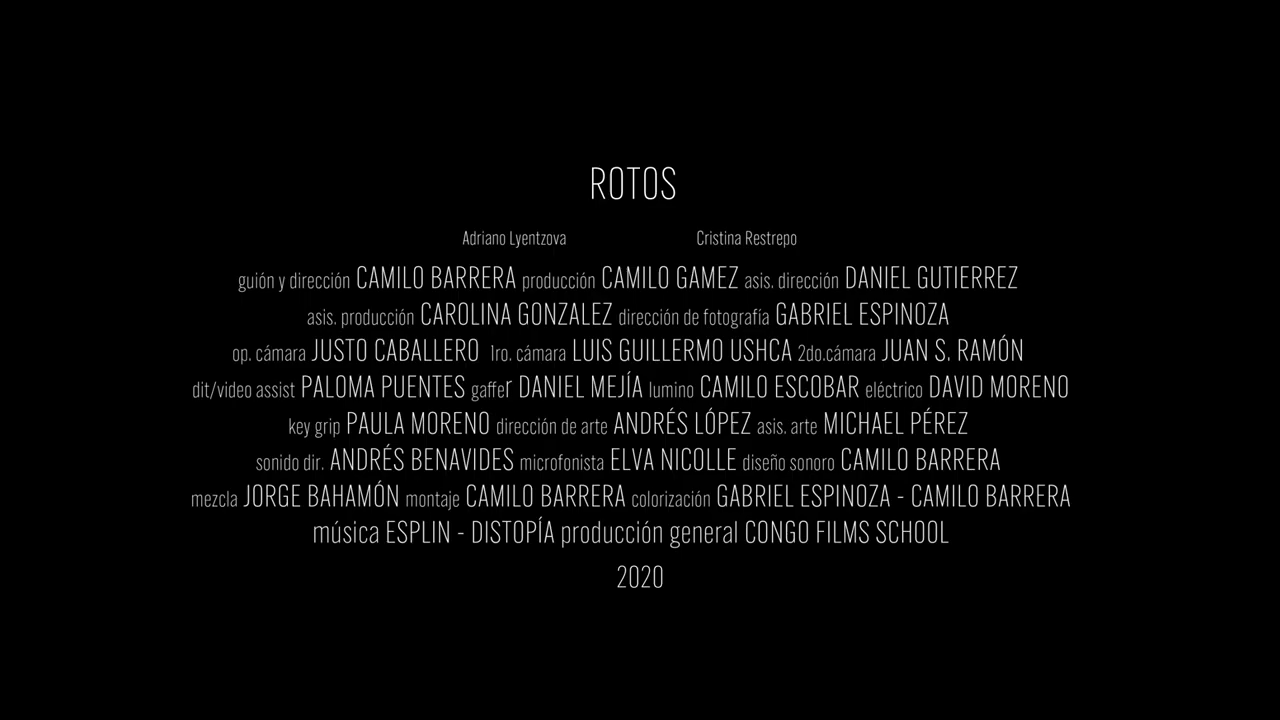 ROTOS
Adriano Lyentzova Cristina Restrepo
guión y dirección CAMILO BARRERA producción CAMILO GAMEZ asis. dirección DANIEL GUTIERREZ
asis. producción CAROLINA GONZALEZ dirección de fotografía GABRIEL ESPINOZA
op. cámara JUSTO CABALLERO 1ro. cámara LUIS GUILLERMO USHCA 2do.cámara JUAN S. RAMÓN
dit/video assist PALOMA PUENTES gaffer DANIEL MEJÍA lumino CAMILO ESCOBAR eléctrico DAVID MORENO
key grip PAULA MORENO dirección de arte ANDRÉS LÓPEZ asis. arte MICHAEL PÉREZ
sonido dir. ANDRÉS BENAVIDES microfonista ELVA NICOLLE diseño sonoro CAMILO BARRERA
mezcla JORGE BAHAMÓN montaje CAMILO BARRERA colorización GABRIEL ESPINOZA - CAMILO BARRERA
música ESPLIN - DISTOPÍA producción general CONGO FILMS SCHOOL
2020